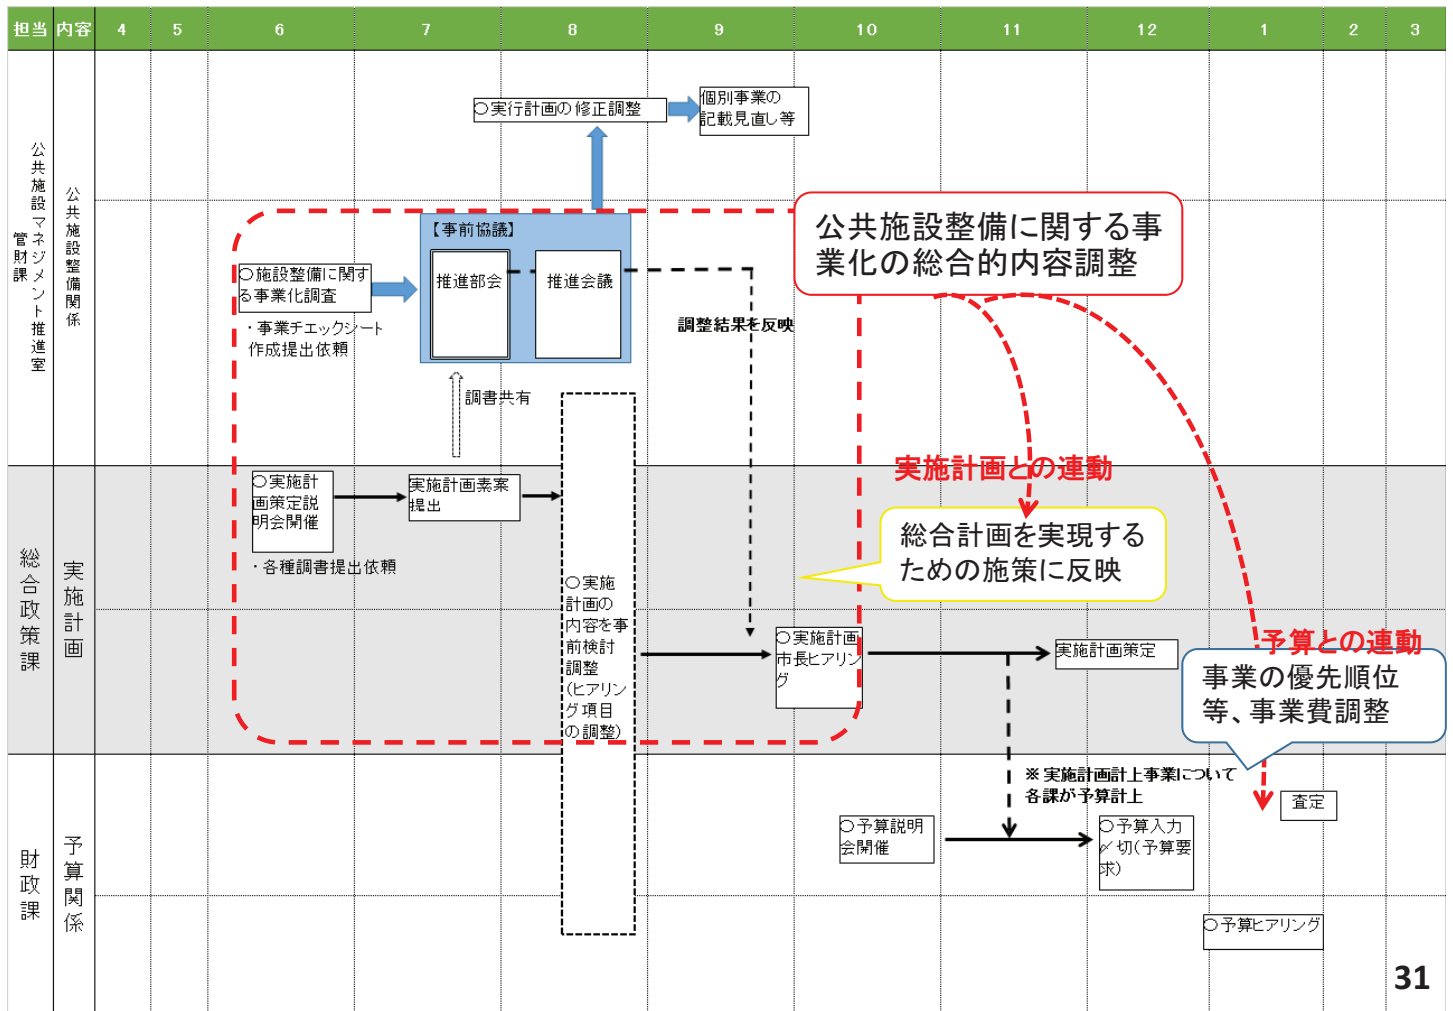 担当 内容 4 5 6 7 8 9 10 11 12 1 2 3
公共施設マネジメント推進室
管財課
公共施設整備関係
〇実行計画の修正調整
個別事業の
記載見直し等
公共施設整備に関する事
業化の総合的内容調整
【事前協議】
推進部会
推進会議
〇施設整備に関す
る事業化調査
・事業チェックシート
作成提出依頼
調整結果を反映
調書共有
総合政策課
実施計画
〇実施計
画策定説
明会開催
・各種調書提出依頼
実施計画素案
提出
〇実施
計画の
内容を事
前検討
調整
(ヒアリン
グ項目
の調整)
実施計画との連動
総合計画を実現する
ための施策に反映
〇実施計画
市長ヒアリン
グ
実施計画策定
予算との連動
事業の優先順位
等、事業費調整
財政課
予算関係
※実施計画計上事業について
各課が予算計上
〇予算説明
会開催
〇予算入力
〆切(予算要
求)
査定
〇予算ヒアリング
31